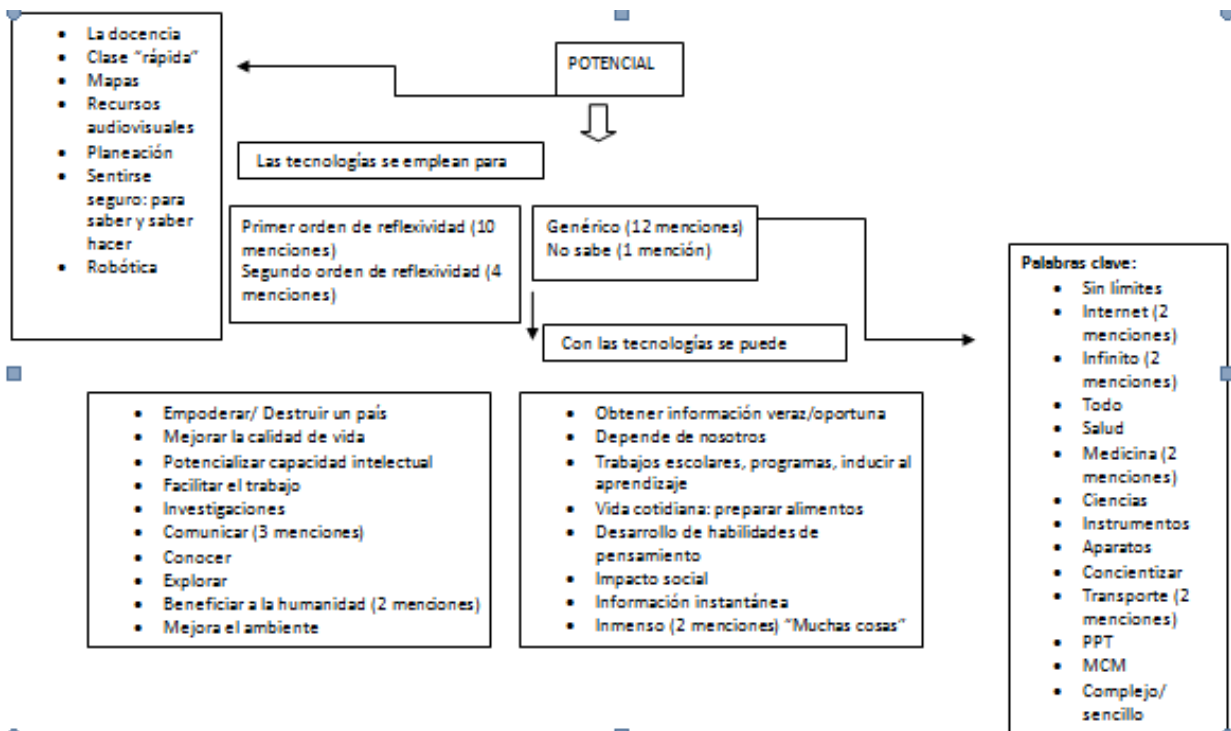 • La docencia
• Clase “rápida”
• Mapas
• Recursos
audiovisuales
• Planeación
• Sentirse
seguro: para
saber y saber
hacer
• Robótica
POTENCIAL
Las tecnologías se emplean para
Primer orden de reflexividad (10
menciones)
Segundo orden de reflexividad (4
menciones)
Genérico (12 menciones)
No sabe (1 mención)
Con las tecnologías se puede
• Empoderar/ Destruir un país
• Mejorar la calidad de vida
• Potencializar capacidad intelectual
• Facilitar el trabajo
• Investigaciones
• Comunicar (3 menciones)
• Conocer
• Explorar
• Beneficiar a la humanidad (2 menciones)
• Mejora el ambiente
• Obtener información veraz/oportuna
• Depende de nosotros
• Trabajos escolares, programas, inducir al
aprendizaje
• Vida cotidiana: preparar alimentos
• Desarrollo de habilidades de
pensamiento
• Impacto social
• Información instantánea
• Inmenso (2 menciones) “Muchas cosas”
Palabras clave:
• Sin límites
• Internet (2
menciones)
• Infinito (2
menciones)
• Todo
• Salud
• Medicina (2
menciones)
• Ciencias
• Instrumentos
• Aparatos
• Concientizar
• Transporte (2
menciones)
• PPT
• MCM
• Complejo/
sencillo